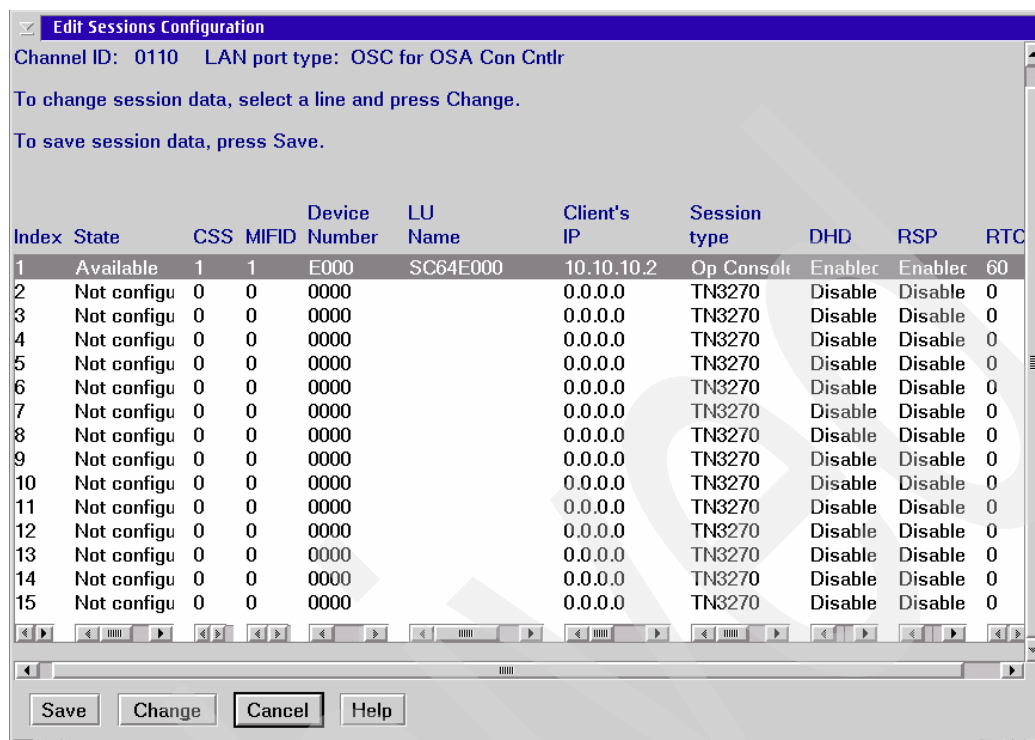 Edit Sessions Configuration
Channel ID: 0110 LAN port type: OSC for OSA Con Cntlr
To change session data, select a line and press Change.
To save session data, press Save.
Device LU Client's Session
Index State CSS MIFID Number Name IP type DHD RSP RTO
1 Available 1 1 E000 SC64E000 10.10.10.2 Op Console Enablec Enablec 60
2 Not configu 0 0 0000 0.0.0.0 TN3270 Disable Disable 0
3 Not configu 0 0 0000 0.0.0.0 TN3270 Disable Disable 0
4 Not configu 0 0 0000 0.0.0.0 TN3270 Disable Disable 0
5 Not configu 0 0 0000 0.0.0.0 TN3270 Disable Disable 0
6 Not configu 0 0 0000 0.0.0.0 TN3270 Disable Disable 0
7 Not configu 0 0 0000 0.0.0.0 TN3270 Disable Disable 0
8 Not configu 0 0 0000 0.0.0.0 TN3270 Disable Disable 0
9 Not configu 0 0 0000 0.0.0.0 TN3270 Disable Disable 0
10 Not configu 0 0 0000 0.0.0.0 TN3270 Disable Disable 0
11 Not configu 0 0 0000 0.0.0.0 TN3270 Disable Disable 0
12 Not configu 0 0 0000 0.0.0.0 TN3270 Disable Disable 0
13 Not configu 0 0 0000 0.0.0.0 TN3270 Disable Disable 0
14 Not configu 0 0 0000 0.0.0.0 TN3270 Disable Disable 0
15 Not configu 0 0 0000 0.0.0.0 TN3270 Disable Disable 0
Save Change Cancel Help